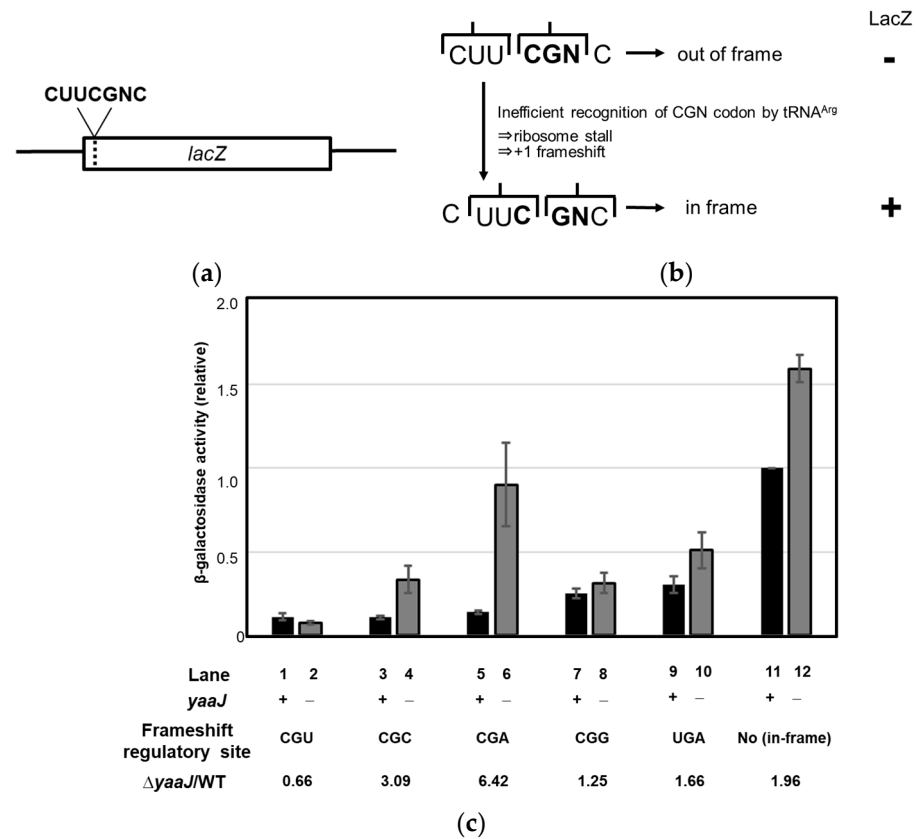 CUUCGNC
lacZ
(a)
LacZ
CUU CGN C out of frame -
Inefficient recognition of CGN codon by tRNAArg
⇒ribosome stall
⇒+1 frameshift
C UUC GNC in frame +
(b)
β-galactosidase activity (relative)
2.0
1.5
1.0
0.5
0
Lane 1 2 3 4 5 6 7 8 9 10 11 12
yaaJ + − + − + − + − + − + −
Frameshift
regulatory site CGU CGC CGA CGG UGA No (in-frame)
ΔyaaJ/WT 0.66 3.09 6.42 1.25 1.66 1.96
(c)